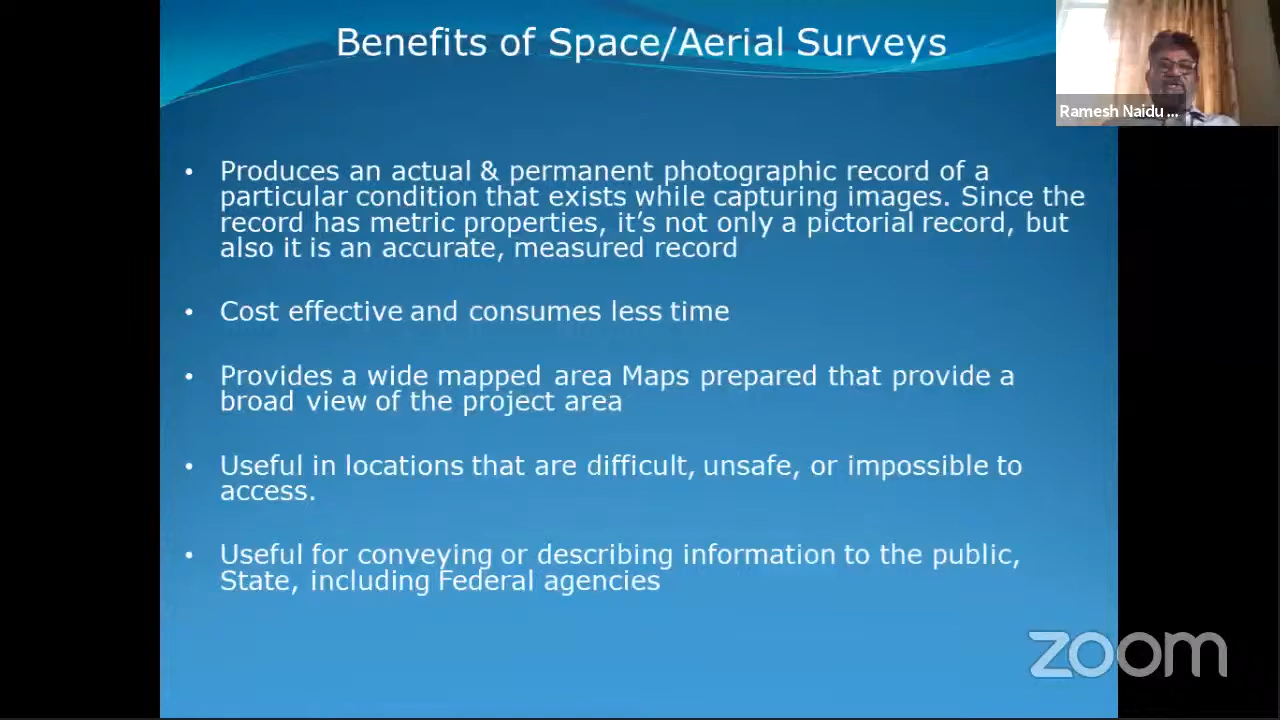 Benefits of Space/Aerial Surveys
Ramesh Naidu ...
• Produces an actual & permanent photographic record of a
particular condition that exists while capturing images. Since the
record has metric properties, it’s not only a pictorial record, but
also it is an accurate, measured record
• Cost effective and consumes less time
• Provides a wide mapped area Maps prepared that provide a
broad view of the project area
• Useful in locations that are difficult, unsafe, or impossible to
access.
• Useful for conveying or describing information to the public,
State, including Federal agencies
zoom